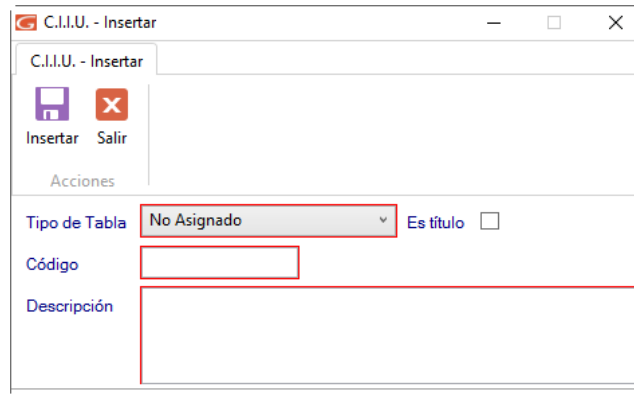 C.I.I.U. - Insertar
C.I.I.U. - Insertar
Insertar Salir
Acciones
Tipo de Tabla No Asignado Es título
Código
Descripción